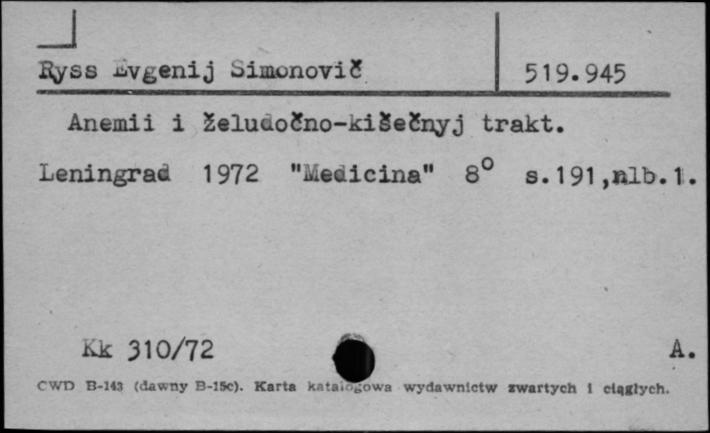 Ryss Evgenij Simonovič 519.945
Anemii i želudočno-kišečnyj trakt.
Leningrad 1972 "Medicina" 8° s.191,nlb.1.
Kk 310/72 A.
CWD B-143 (dawny B-15c). Karta katalogowa wydawnictw zwartych i ciągłych.